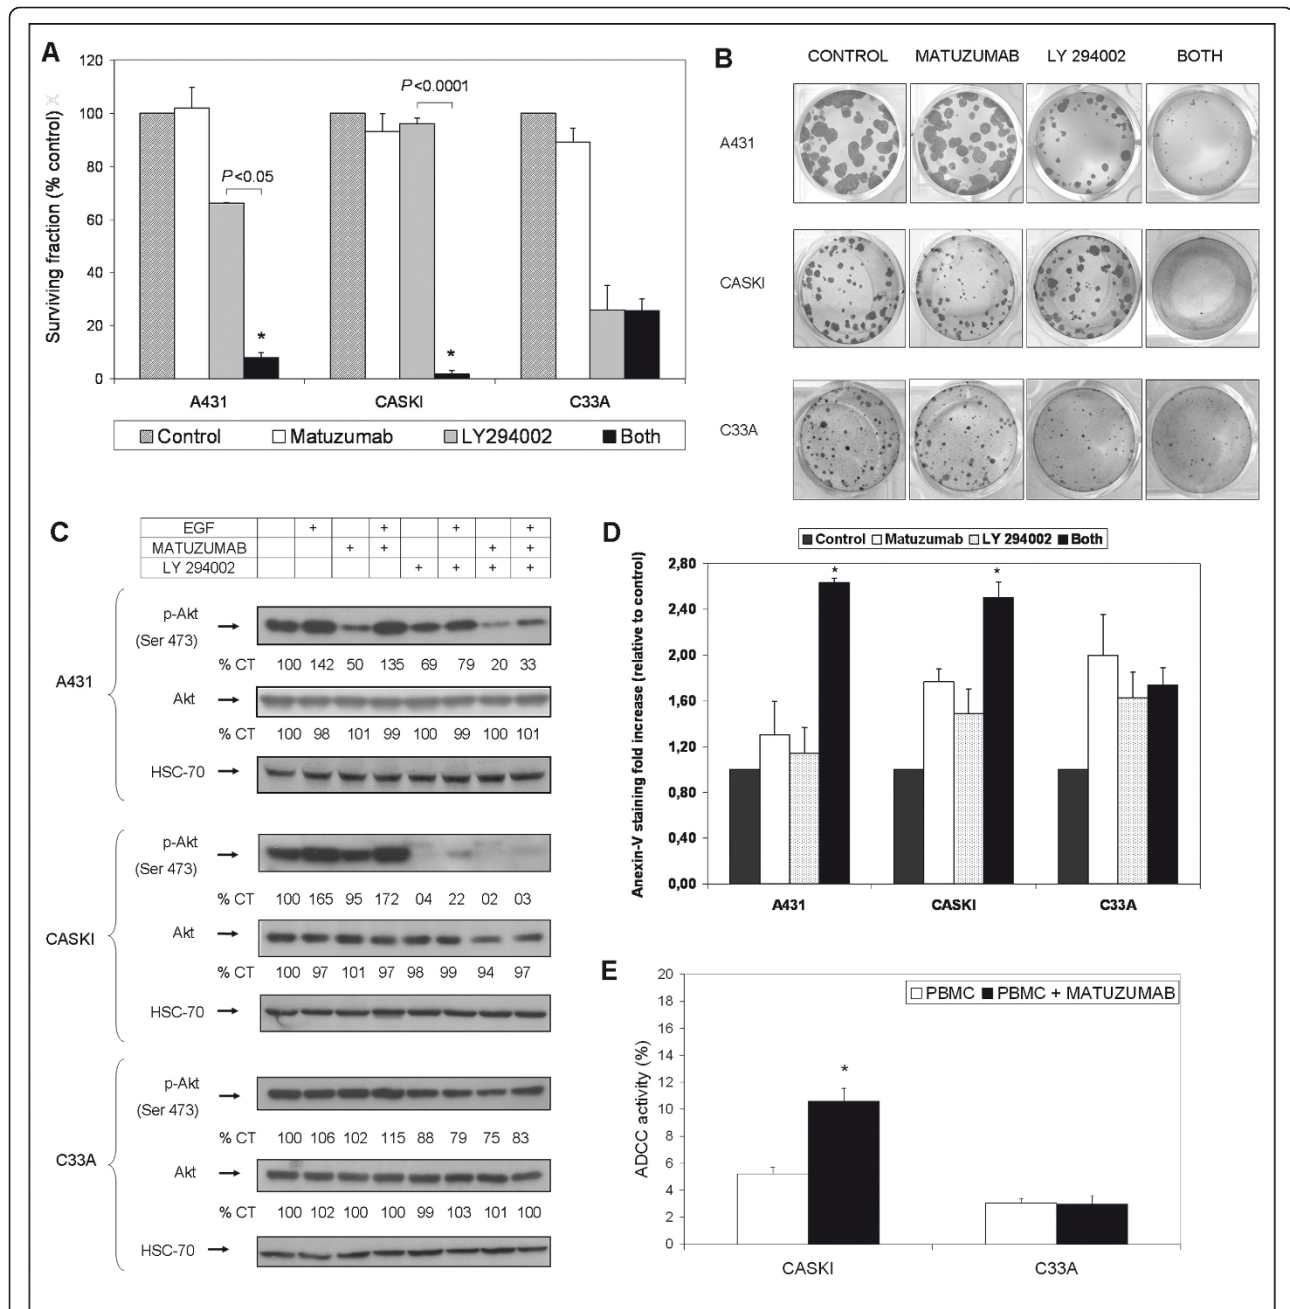 A
120
100
80
60
40
20
0
Surviving fraction (% control)
P<0.05
P<0.0001
*
*
A431 CASKI C33A
Control Matuzumab LY294002 Both
B
CONTROL MATUZUMAB LY 294002 BOTH
A431
CASKI
C33A
C
EGF + + + +
MATUZUMAB + + + +
LY 294002 + + + +
A431
p-Akt
(Ser 473)
% CT 100 142 50 135 69 79 20 33
Akt
% CT 100 98 101 99 100 99 100 101
HSC-70
CASKI
p-Akt
(Ser 473)
% CT 100 165 95 172 04 22 02 03
Akt
% CT 100 97 101 97 98 99 94 97
HSC-70
C33A
p-Akt
(Ser 473)
% CT 100 106 102 115 88 79 75 83
Akt
% CT 100 102 100 100 99 103 101 100
HSC-70
D
Control Matuzumab LY 294002 Both
Anexin-V staining fold increase (relative to control)
2,80
2,40
2,00
1,60
1,20
0,80
0,40
0,00
*
*
A431 CASKI C33A
E
PBMC PBMC + MATUZUMAB
ADCC activity (%)
20
18
16
14
12
10
8
6
4
2
0
*
CASKI C33A